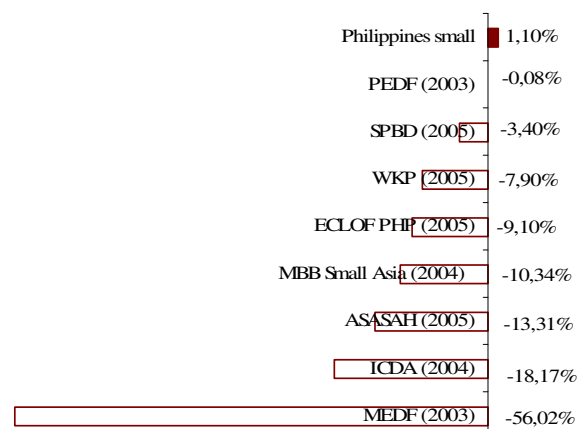 Philippines small 1,10%
PEDF (2003) -0,08%
SPBD (2005) -3,40%
WKP (2005) -7,90%
ECLOF PHP (2005) -9,10%
MBB Small Asia (2004) -10,34%
ASASAH (2005) -13,31%
ICDA (2004) -18,17%
MEDF (2003) -56,02%